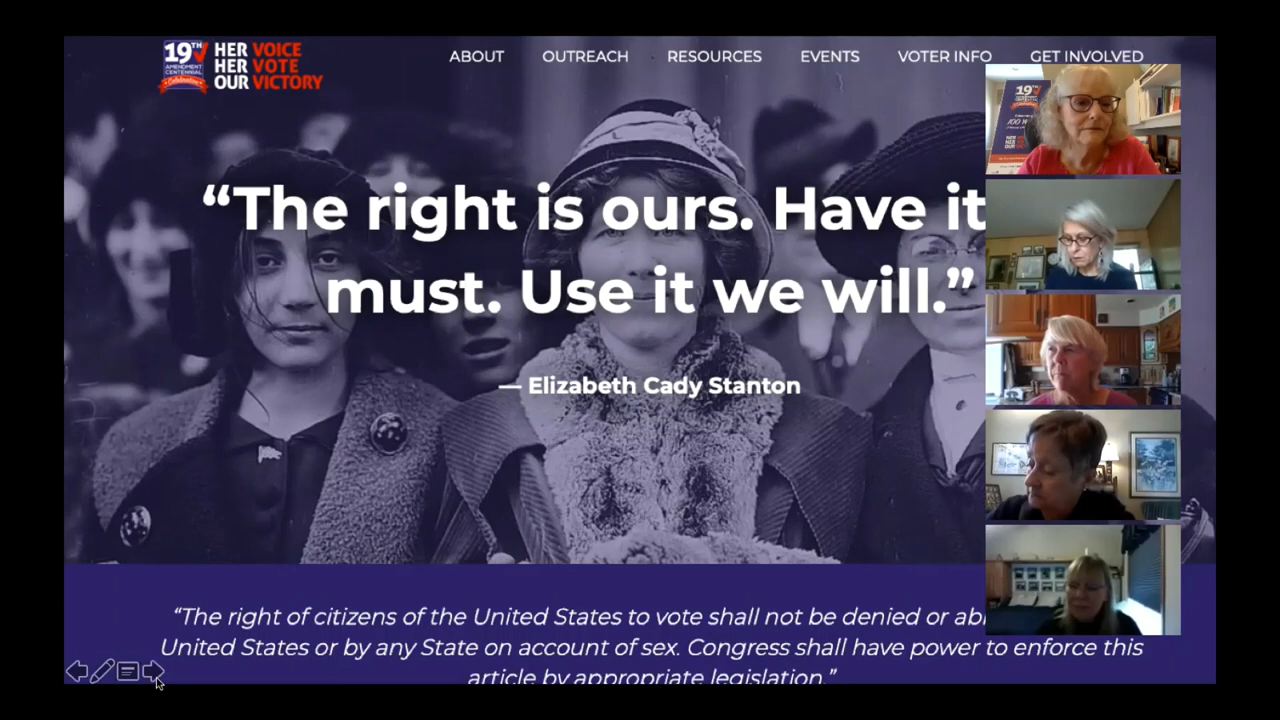 19TH AMENDMENT CENTENNIAL Celebration
HER VOICE
HER VOTE
OUR VICTORY
ABOUT OUTREACH RESOURCES EVENTS VOTER INFO GET INVOLVED
“The right is ours. Have it
must. Use it we will.”
— Elizabeth Cady Stanton
“The right of citizens of the United States to vote shall not be denied or
United States or by any State on account of sex. Congress shall have power to enforce this
article by appropriate legislation.”
19TH